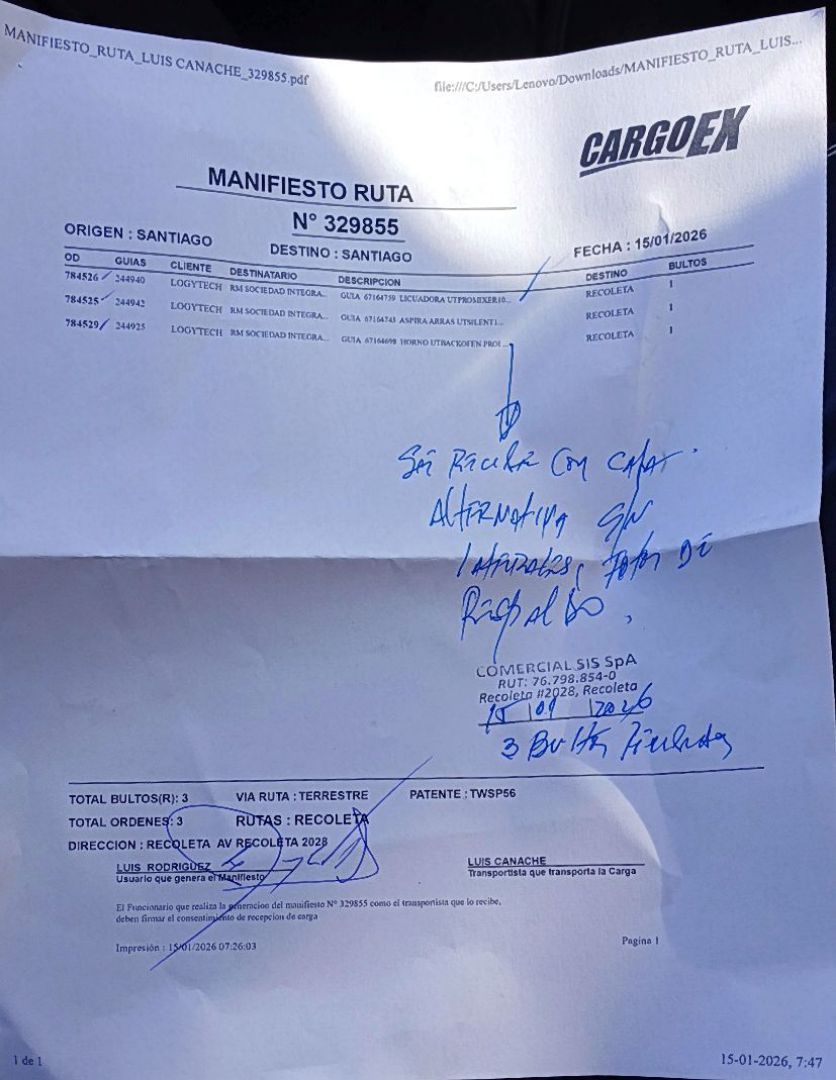 MANIFIESTO_RUTA_LUIS CANACHE_329855.pdf
file:///C:/Users/Lenovo/Downloads/MANIFIESTO_RUTA_LUIS...
CARGOEX
MANIFIESTO RUTA
N° 329855
ORIGEN : SANTIAGO DESTINO : SANTIAGO FECHA : 15/01/2026
OD GUIAS CLIENTE DESTINATARIO DESCRIPCION DESTINO BULTOS
784526 244940 LOGYTECH RM SOCIEDAD INTEGRA... GUIA 67164759 LICUADORA UTPROMIXER10... RECOLETA 1
784525 244942 LOGYTECH RM SOCIEDAD INTEGRA... GUIA 67164743 ASPIRA ARRAS UTSILENT1... RECOLETA 1
784529 244925 LOGYTECH RM SOCIEDAD INTEGRA... GUIA 67164698 HORNO UTBACKOFEN PRO1... RECOLETA 1
Se Recibe Con
Alternativa S/N
Laterales, Fotos De
Respaldo,
COMERCIAL SIS SpA
RUT: 76.798.854-0
Recoleta #2028, Recoleta
15 01 2026
3 Bultos
TOTAL BULTOS(R): 3 VIA RUTA : TERRESTRE PATENTE : TWSP56
TOTAL ORDENES: 3 RUTAS : RECOLETA
DIRECCION : RECOLETA AV RECOLETA 2028
LUIS RODRIGUEZ LUIS CANACHE
Usuario que genera el Manifiesto Transportista que transporta la Carga
El Funcionario que realiza la generacion del manifiesto N° 329855 como el transportista que lo recibe,
deben firmar el consentimiento de recepcion de carga
Impresión : 15/01/2026 07:26:03 Pagina 1
1 de 1 15-01-2026, 7:47